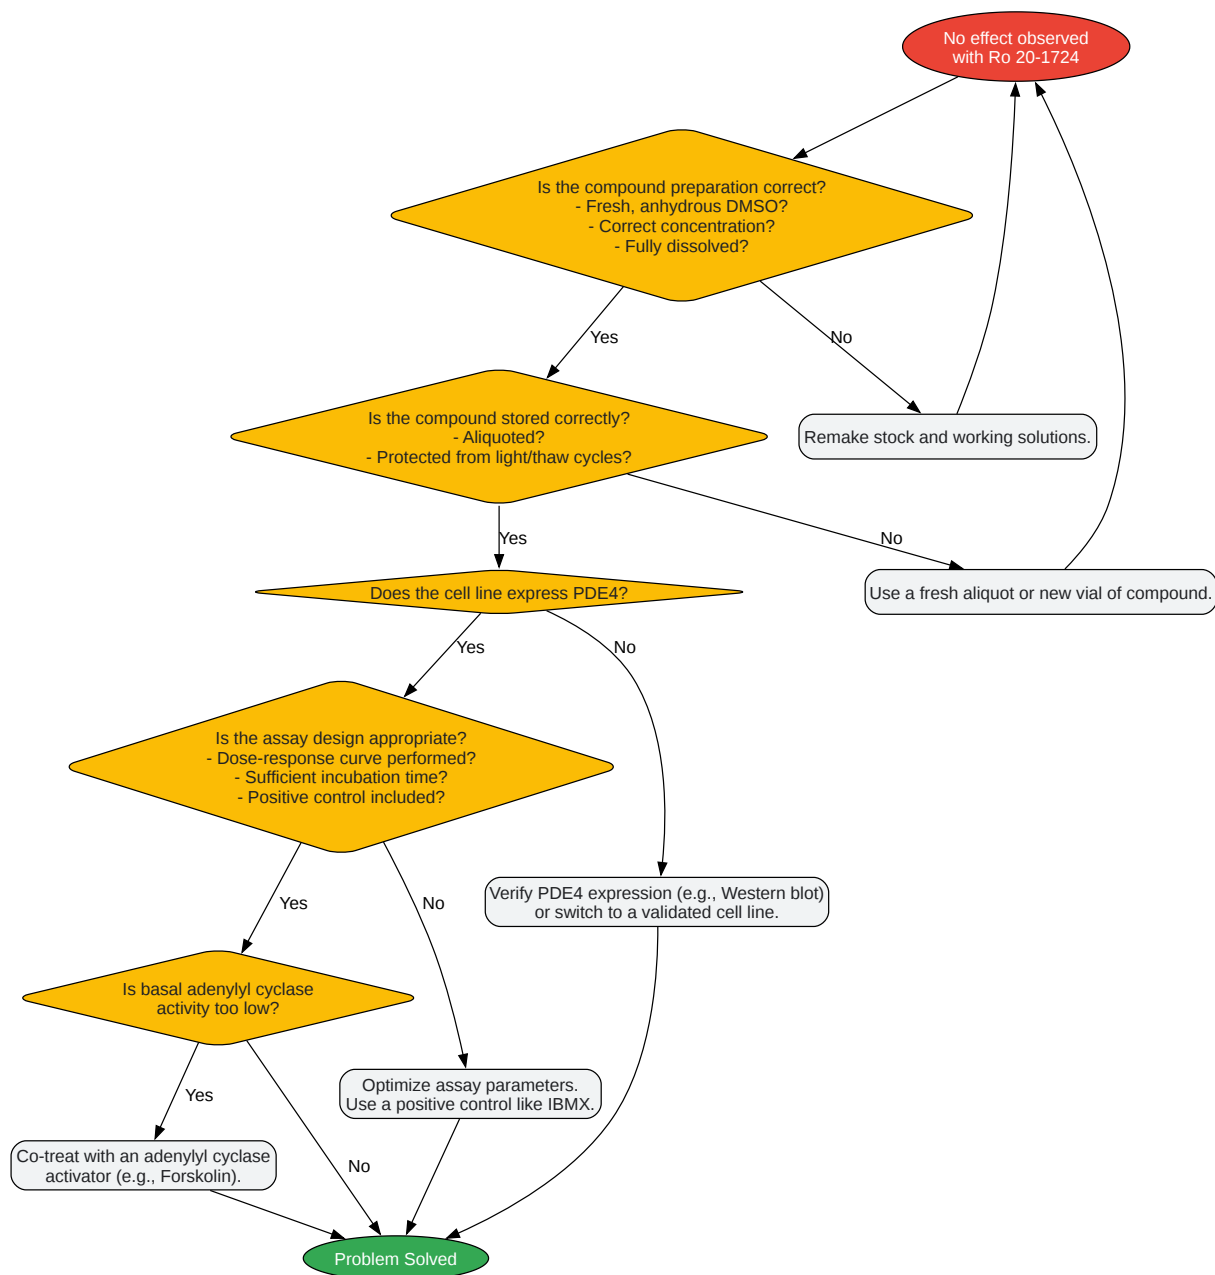 No effect observed
with Ro 20-1724
Is the compound preparation correct?
- Fresh, anhydrous DMSO?
- Correct concentration?
- Fully dissolved?
Yes
No
Is the compound stored correctly?
- Aliquoted?
- Protected from light/thaw cycles?
Remake stock and working solutions.
Yes
No
Does the cell line express PDE4?
Use a fresh aliquot or new vial of compound.
Yes
No
Is the assay design appropriate?
- Dose-response curve performed?
- Sufficient incubation time?
- Positive control included?
Yes
No
Verify PDE4 expression (e.g., Western blot)
or switch to a validated cell line.
Is basal adenylyl cyclase
activity too low?
Yes
No
Optimize assay parameters.
Use a positive control like IBMX.
Co-treat with an adenylyl cyclase
activator (e.g., Forskolin).
Problem Solved